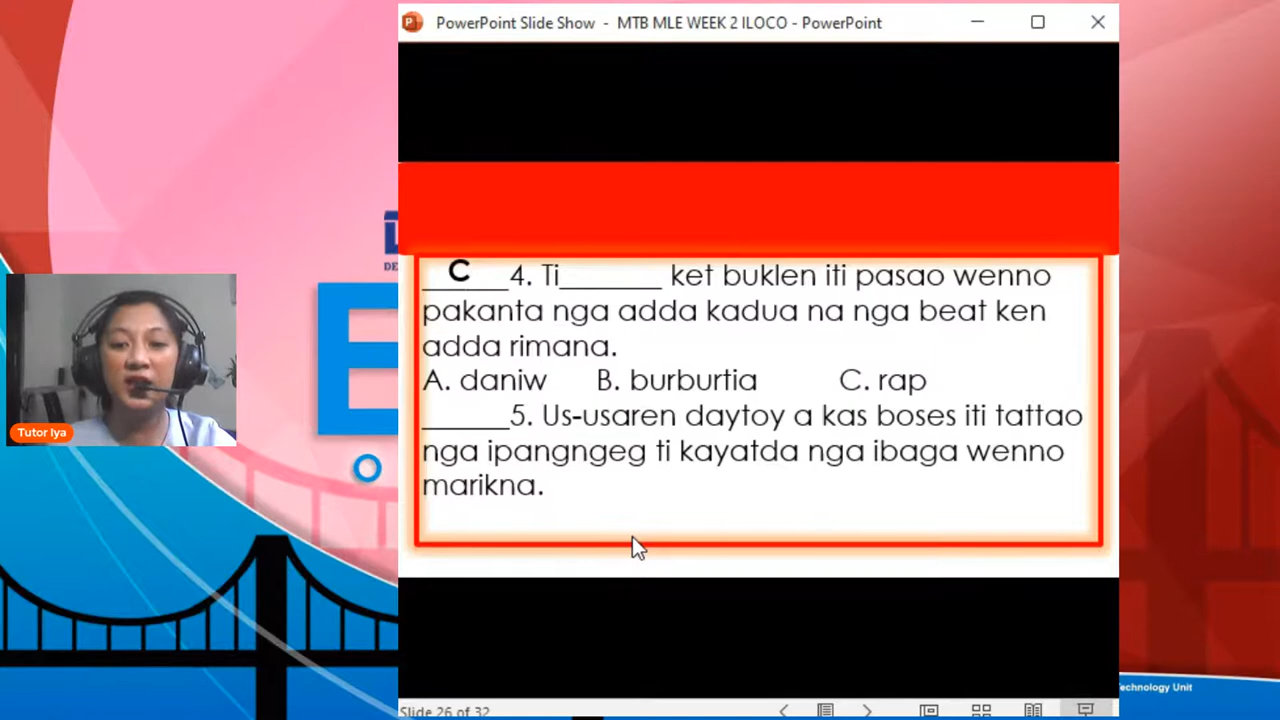 PowerPoint Slide Show - MTB MLE WEEK 2 ILOCO - PowerPoint
C
______4. Ti_______ ket buklen iti pasao wenno
pakanta nga adda kadua na nga beat ken
adda rimana.
A. daniw B. burburtia C. rap
______5. Us-usaren daytoy a kas boses iti tattao
nga ipangngeg ti kayatda nga ibaga wenno
marikna.
Tutor Iya
Technology Unit
Slide 26 of 32